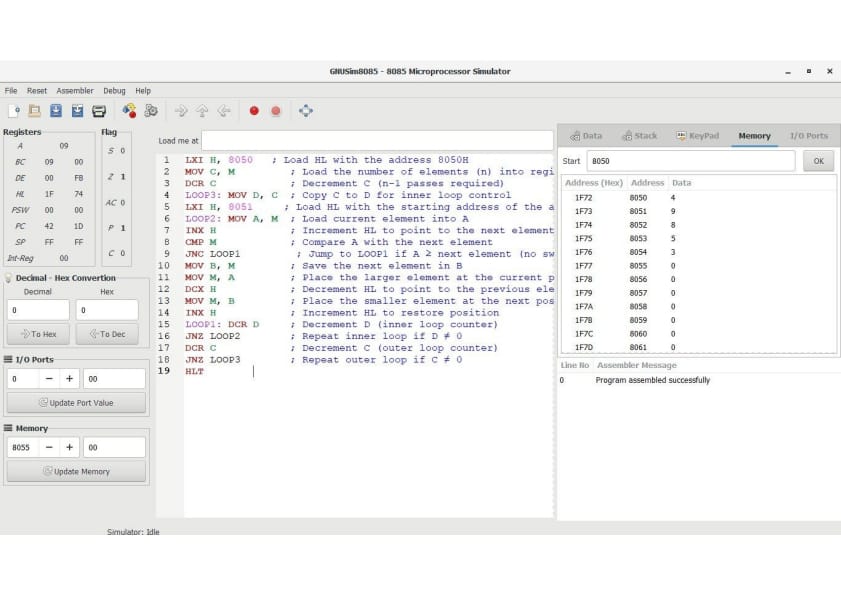 GNUSim8085 - 8085 Microprocessor Simulator
File Reset Assembler Debug Help
Registers
A 09
BC 09 00
DE 00 FB
HL 1F 74
PSW 00 00
PC 42 1D
SP FF FF
Int-Reg 00
Flag
S 0
Z 1
AC 0
P 1
C 0
Decimal - Hex Convertion
Decimal Hex
0 0
To Hex To Dec
I/O Ports
0 − + 00
Update Port Value
Memory
8055 − + 00
Update Memory
Load me at
1 LXI H, 8050 ; Load HL with the address 8050H
2 MOV C, M ; Load the number of elements (n) into regi
3 DCR C ; Decrement C (n-1 passes required)
4 LOOP3: MOV D, C ; Copy C to D for inner loop control
5 LXI H, 8051 ; Load HL with the starting address of the a
6 LOOP2: MOV A, M ; Load current element into A
7 INX H ; Increment HL to point to the next element
8 CMP M ; Compare A with the next element
9 JNC LOOP1 ; Jump to LOOP1 if A ≥ next element (no sw
10 MOV B, M ; Save the next element in B
11 MOV M, A ; Place the larger element at the current p
12 DCX H ; Decrement HL to point to the previous ele
13 MOV M, B ; Place the smaller element at the next pos
14 INX H ; Increment HL to restore position
15 LOOP1: DCR D ; Decrement D (inner loop counter)
16 JNZ LOOP2 ; Repeat inner loop if D ≠ 0
17 DCR C ; Decrement C (outer loop counter)
18 JNZ LOOP3 ; Repeat outer loop if C ≠ 0
19 HLT
Data Stack KeyPad Memory I/O Ports
Start 8050 OK
Address (Hex) Address Data
1F72 8050 4
1F73 8051 9
1F74 8052 8
1F75 8053 5
1F76 8054 3
1F77 8055 0
1F78 8056 0
1F79 8057 0
1F7A 8058 0
1F7B 8059 0
1F7C 8060 0
1F7D 8061 0
Line No Assembler Message
0 Program assembled successfully
Simulator: Idle